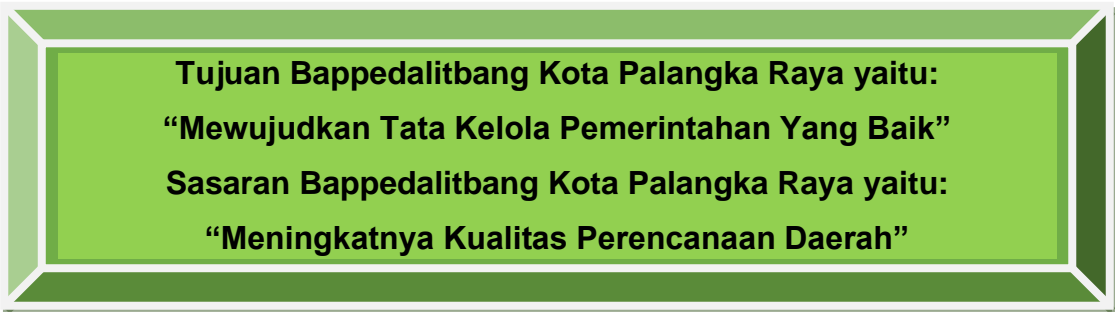 Tujuan Bappedalitbang Kota Palangka Raya yaitu:
“Mewujudkan Tata Kelola Pemerintahan Yang Baik”
Sasaran Bappedalitbang Kota Palangka Raya yaitu:
“Meningkatnya Kualitas Perencanaan Daerah”